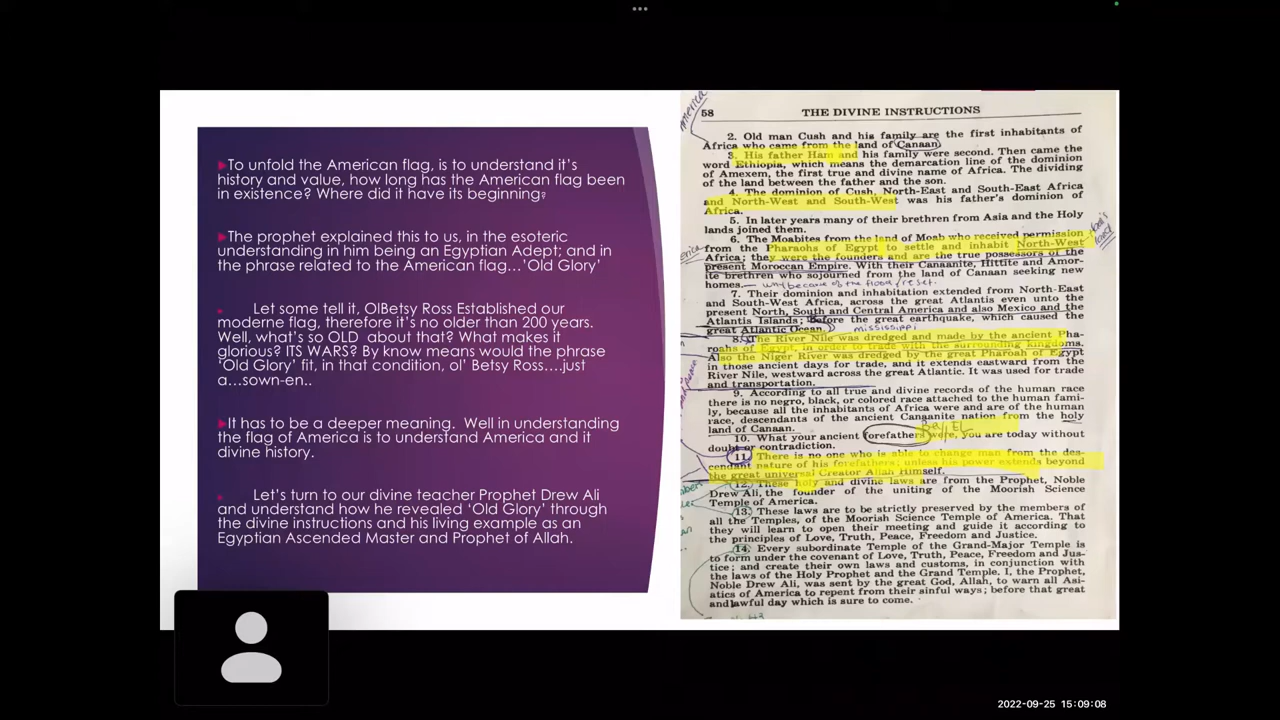 To unfold the American flag, is to understand it's
history and value, how long has the American flag been
in existence? Where did it have its beginning?
The prophet explained this to us, in the esoteric
understanding in him being an Egyptian Adept; and in
the phrase related to the American flag…'Old Glory'
Let some tell it, OlBetsy Ross Established our
moderne flag, therefore it's no older than 200 years.
Well, what's so OLD about that? What makes it
glorious? ITS WARS? By know means would the phrase
'Old Glory' fit, in that condition, ol' Betsy Ross….just
a…sown-en..
It has to be a deeper meaning. Well in understanding
the flag of America is to understand America and it
divine history.
Let's turn to our divine teacher Prophet Drew Ali
and understand how he revealed 'Old Glory' through
the divine instructions and his living example as an
Egyptian Ascended Master and Prophet of Allah.
58 THE DIVINE INSTRUCTIONS
America
2. Old man Cush and his family are the first inhabitants of
Africa who came from the land of Canaan.
3. His father Ham and his family were second. Then came the
word Ethiopia, which means the demarcation line of the dominion
of Amexem, the first true and divine name of Africa. The dividing
of the land between the father and the son.
4. The dominion of Cush, North-East and South-East Africa
and North-West and South-West was his father's dominion of
Africa.
5. In later years many of their brethren from Asia and the Holy
lands joined them.
6. The Moabites from the land of Moab who received permission
from the Pharaohs of Egypt to settle and inhabit North-West
Africa; they were the founders and are the true possessors of the
present Moroccan Empire. With their Canaanite, Hittite and Amor-
ite brethren who sojourned from the land of Canaan seeking new
homes. why because of the flood/reset.
7. Their dominion and inhabitation extended from North-East
and South-West Africa, across the great Atlantic even unto the
present North, South and Central America and also Mexico and the
Atlantis Islands; before the great earthquake, which caused the
great Atlantic Ocean.
mississippi
8. The River Nile was dredged and made by the ancient Pha-
raohs of Egypt, in order to trade with the surrounding kingdoms.
Also the Niger River was dredged by the great Pharoah of Egypt
in those ancient days for trade, and it extends eastward from the
River Nile, westward across the great Atlantic. It was used for trade
and transportation.
9. According to all true and divine records of the human race
there is no negro, black, or colored race attached to the human fami-
ly, because all the inhabitants of Africa were and are of the human
race, descendants of the ancient Canaanite nation from the holy
land of Canaan.
10. What your ancient forefathers were, you are today without
doubt or contradiction.
11. There is no one who is able to change man from the des-
cendant nature of his forefathers; unless his power extends beyond
the great universal Creator Allah Himself.
12. These holy and divine laws are from the Prophet, Noble
Drew Ali, the founder of the uniting of the Moorish Science
Temple of America.
13. These laws are to be strictly preserved by the members of
all the Temples, of the Moorish Science Temple of America. That
they will learn to open their meeting and guide it according to
the principles of Love, Truth, Peace, Freedom and Justice.
14. Every subordinate Temple of the Grand-Major Temple is
to form under the covenant of Love, Truth, Peace, Freedom and Jus-
tice; and create their own laws and customs, in conjunction with
the laws of the Holy Prophet and the Grand Temple. I, the Prophet,
Noble Drew Ali, was sent by the great God, Allah, to warn all Asi-
atics of America to repent from their sinful ways; before that great
and lawful day which is sure to come.
2022-09-25 15:09:08